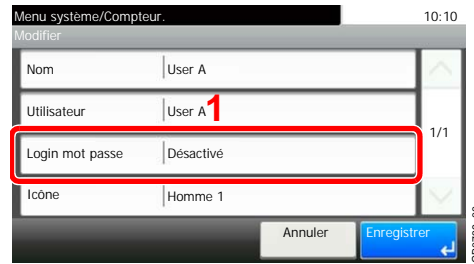 Menu système/Compteur. 10:10
Modifier
Nom User A
Utilisateur User A 1
1/1
Login mot passe Désactivé
Icône Homme 1
Annuler Enregistrer